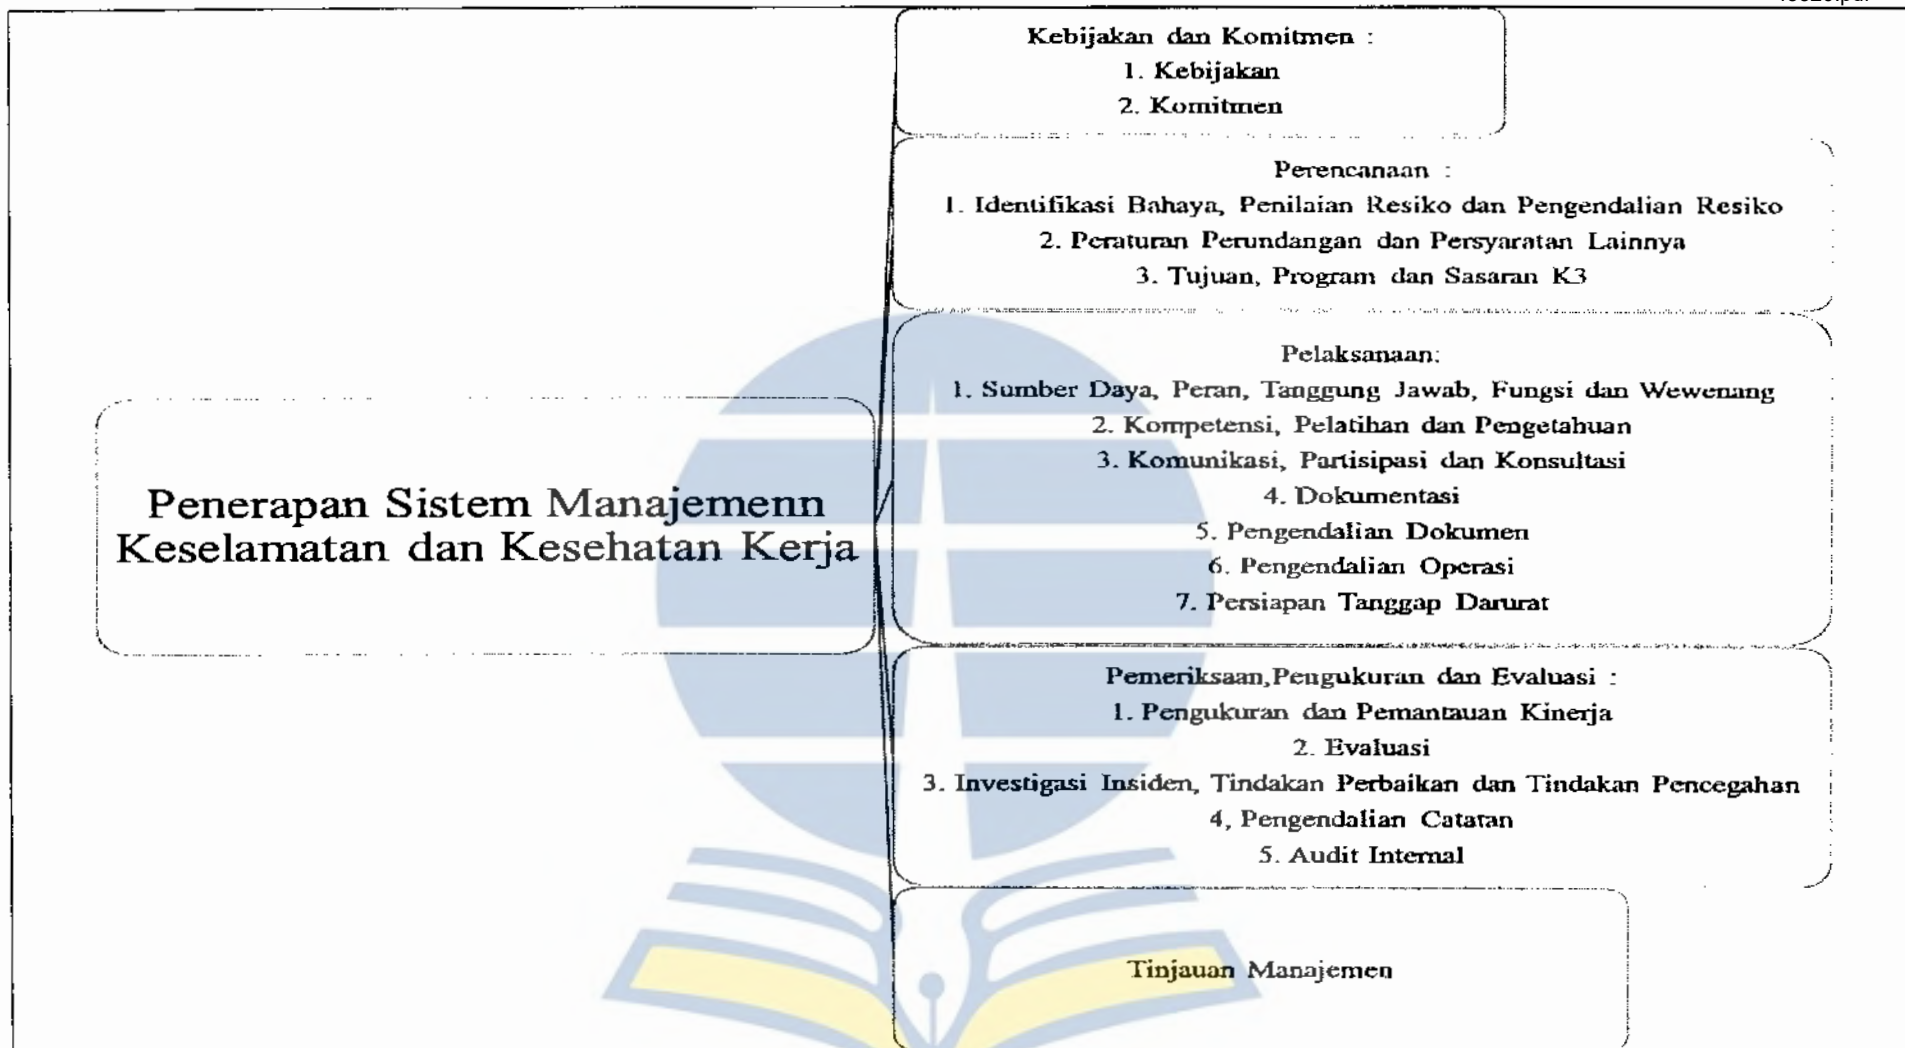 Kebijakan dan Komitmen :
1. Kebijakan
2. Komitmen
Perencanaan :
1. Identifikasi Bahaya, Penilaian Resiko dan Pengendalian Resiko
2. Peraturan Perundangan dan Persyaratan Lainnya
3. Tujuan, Program dan Sasaran K3
Penerapan Sistem Manajemenn
Keselamatan dan Kesehatan Kerja
Pelaksanaan:
1. Sumber Daya, Peran, Tanggung Jawab, Fungsi dan Wewenang
2. Kompetensi, Pelatihan dan Pengetahuan
3. Komunikasi, Partisipasi dan Konsultasi
4. Dokumentasi
5. Pengendalian Dokumen
6. Pengendalian Operasi
7. Persiapan Tanggap Darurat
Pemeriksaan,Pengukuran dan Evaluasi :
1. Pengukuran dan Pemantauan Kinerja
2. Evaluasi
3. Investigasi Insiden, Tindakan Perbaikan dan Tindakan Pencegahan
4, Pengendalian Catatan
5. Audit Internal
Tinjauan Manajemen